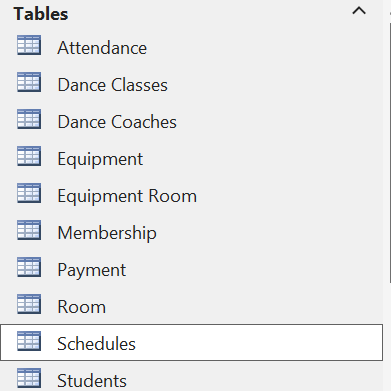 Tables
Attendance
Dance Classes
Dance Coaches
Equipment
Equipment Room
Membership
Payment
Room
Schedules
Students